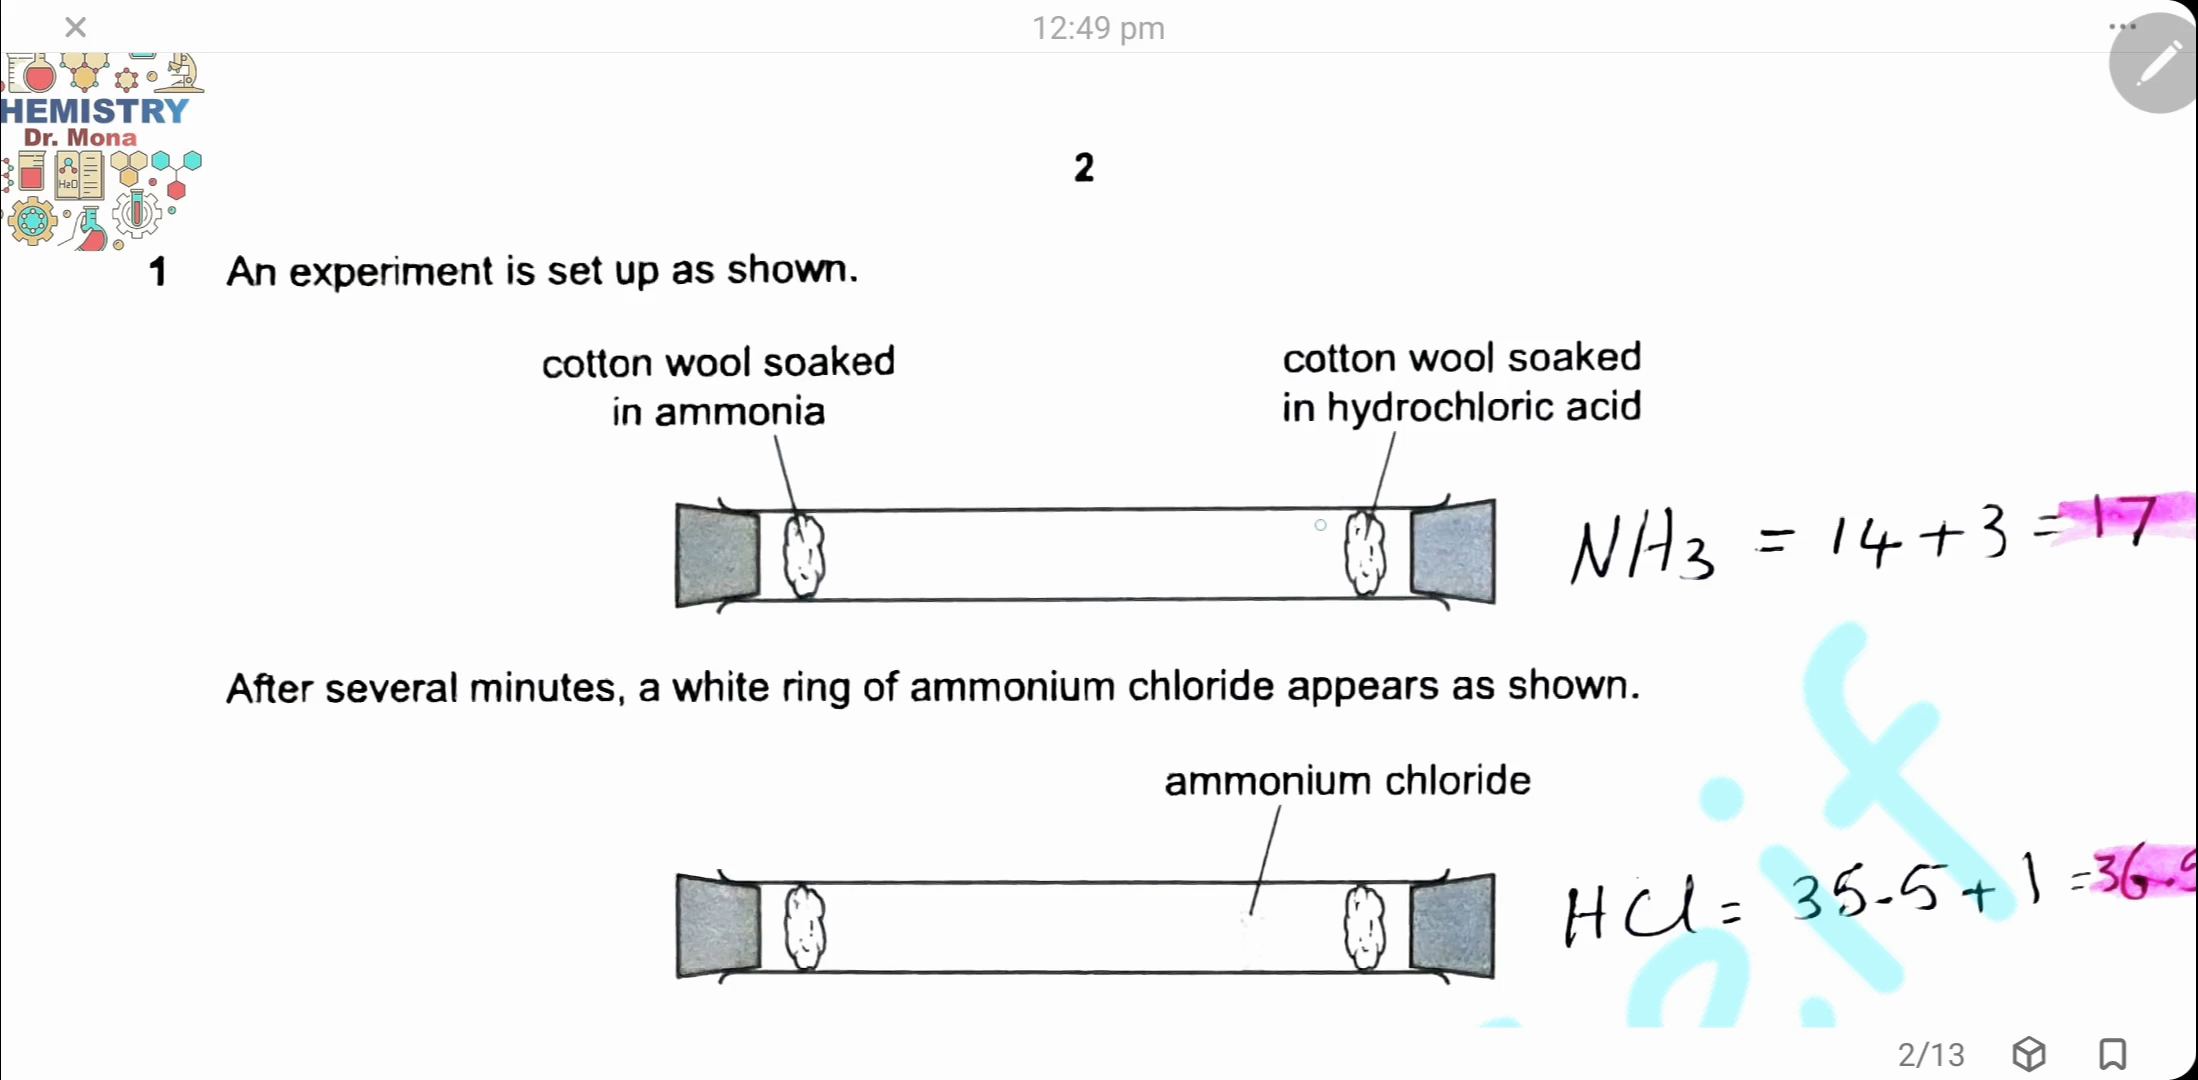 12:49 pm
HEMISTRY
Dr. Mona
H₂O
2
1 An experiment is set up as shown.
cotton wool soaked
in ammonia
cotton wool soaked
in hydrochloric acid
NH3 = 14 + 3 = 17
After several minutes, a white ring of ammonium chloride appears as shown.
ammonium chloride
HCl = 35.5 + 1 = 36.5
2/13